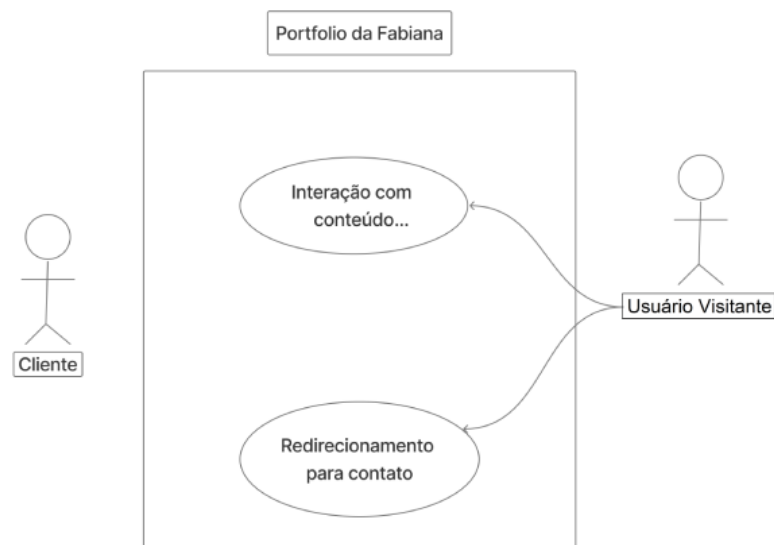 Portfolio da Fabiana
Interação com
conteúdo...
Usuário Visitante
Cliente
Redirecionamento
para contato